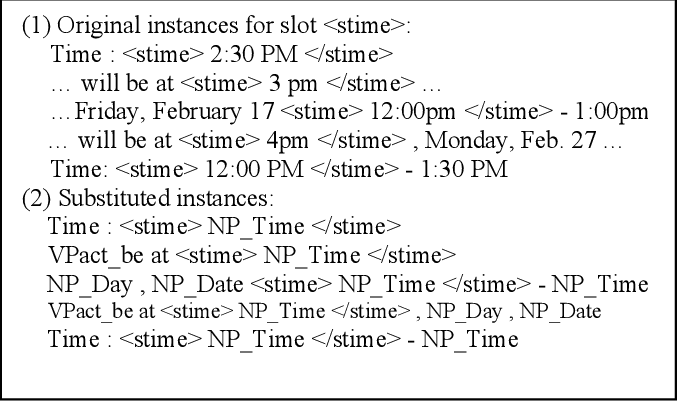 (1) Original instances for slot <stime>:
Time : <stime> 2:30 PM </stime>
… will be at <stime> 3 pm </stime> …
…Friday, February 17 <stime> 12:00pm </stime> - 1:00pm
… will be at <stime> 4pm </stime> , Monday, Feb. 27 …
Time: <stime> 12:00 PM </stime> - 1:30 PM
(2) Substituted instances:
Time : <stime> NP_Time </stime>
VPact_be at <stime> NP_Time </stime>
NP_Day , NP_Date <stime> NP_Time </stime> - NP_Time
VPact_be at <stime> NP_Time </stime> , NP_Day , NP_Date
Time : <stime> NP_Time </stime> - NP_Time